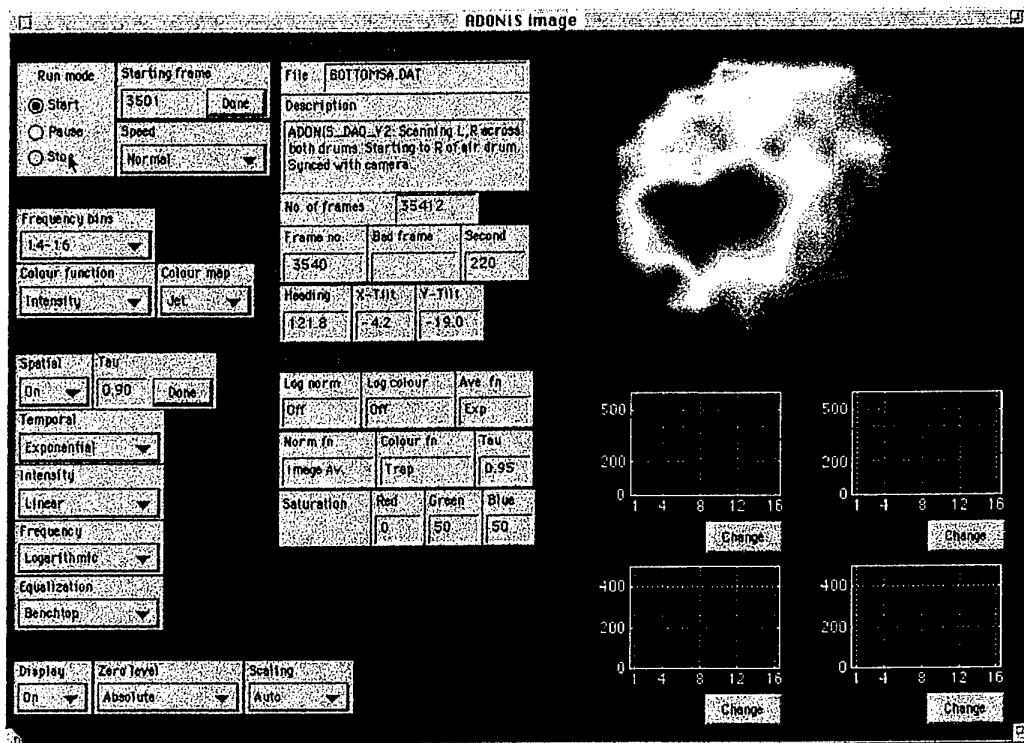 ADONIS image
Run mode
Start
Pause
Stop
Starting frame
3501 Done
Speed
Normal
File BOTTOMSA.DAT
Description
ADONIS_DAQ_V2: Scanning L,R across
both drums. Starting to R of air drum.
Synced with camera.
No. of frames 35412
Frame no. Bad frame Second
3540 220
Heading X-Tilt Y-Tilt
121.8 -4.2 -19.0
Frequency bins
14-16
Colour function Colour map
Intensity Jet
Spatial Tau
On 0.90 Done
Temporal
Exponential
Intensity
Linear
Frequency
Logarithmic
Equalization
Benchtop
Log norm Log colour Ave. fn
Off Off Exp
Norm fn Colour fn Tau
Image Av. Trap 0.95
Saturation Red Green Blue
0 50 50
Display Zero level Scaling
On Absolute Auto
500
200
0
1 4 8 12 16
Change
500
200
0
1 4 8 12 16
Change
400
200
0
1 4 8 12 16
Change
400
200
0
1 4 8 12 16
Change